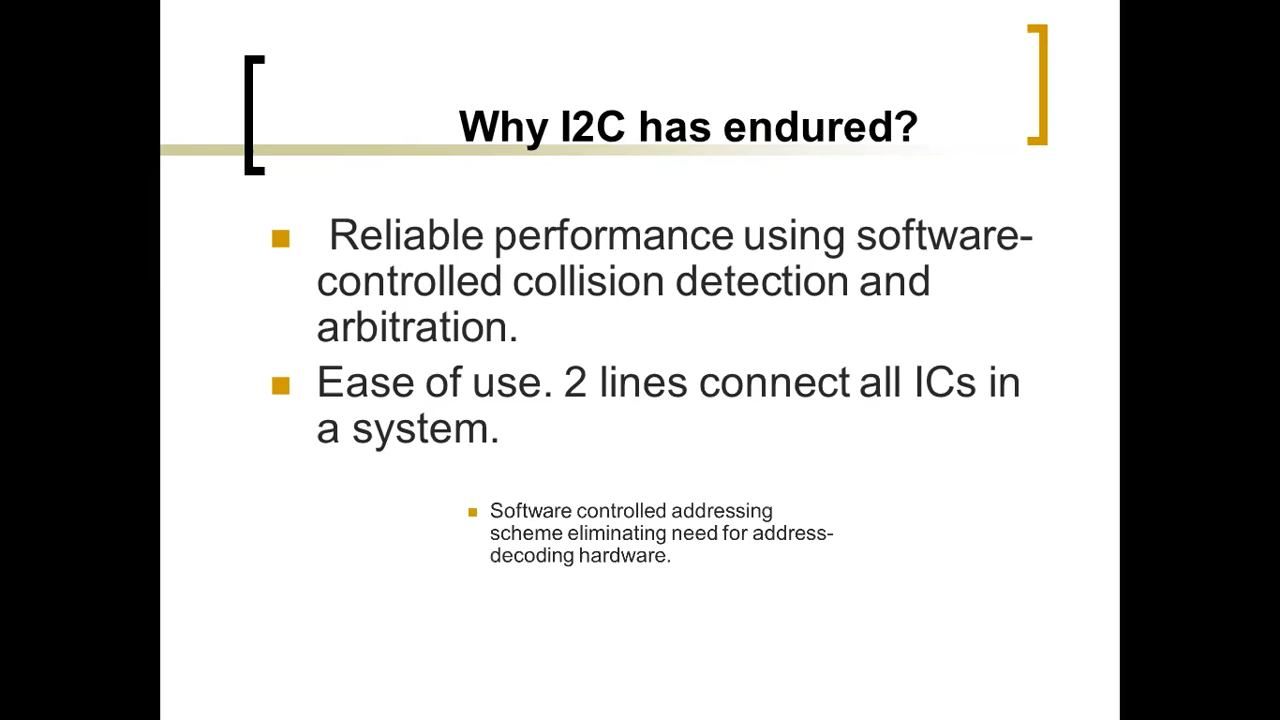 Why I2C has endured?
Reliable performance using software-
controlled collision detection and
arbitration.
Ease of use. 2 lines connect all ICs in
a system.
Software controlled addressing
scheme eliminating need for address-
decoding hardware.